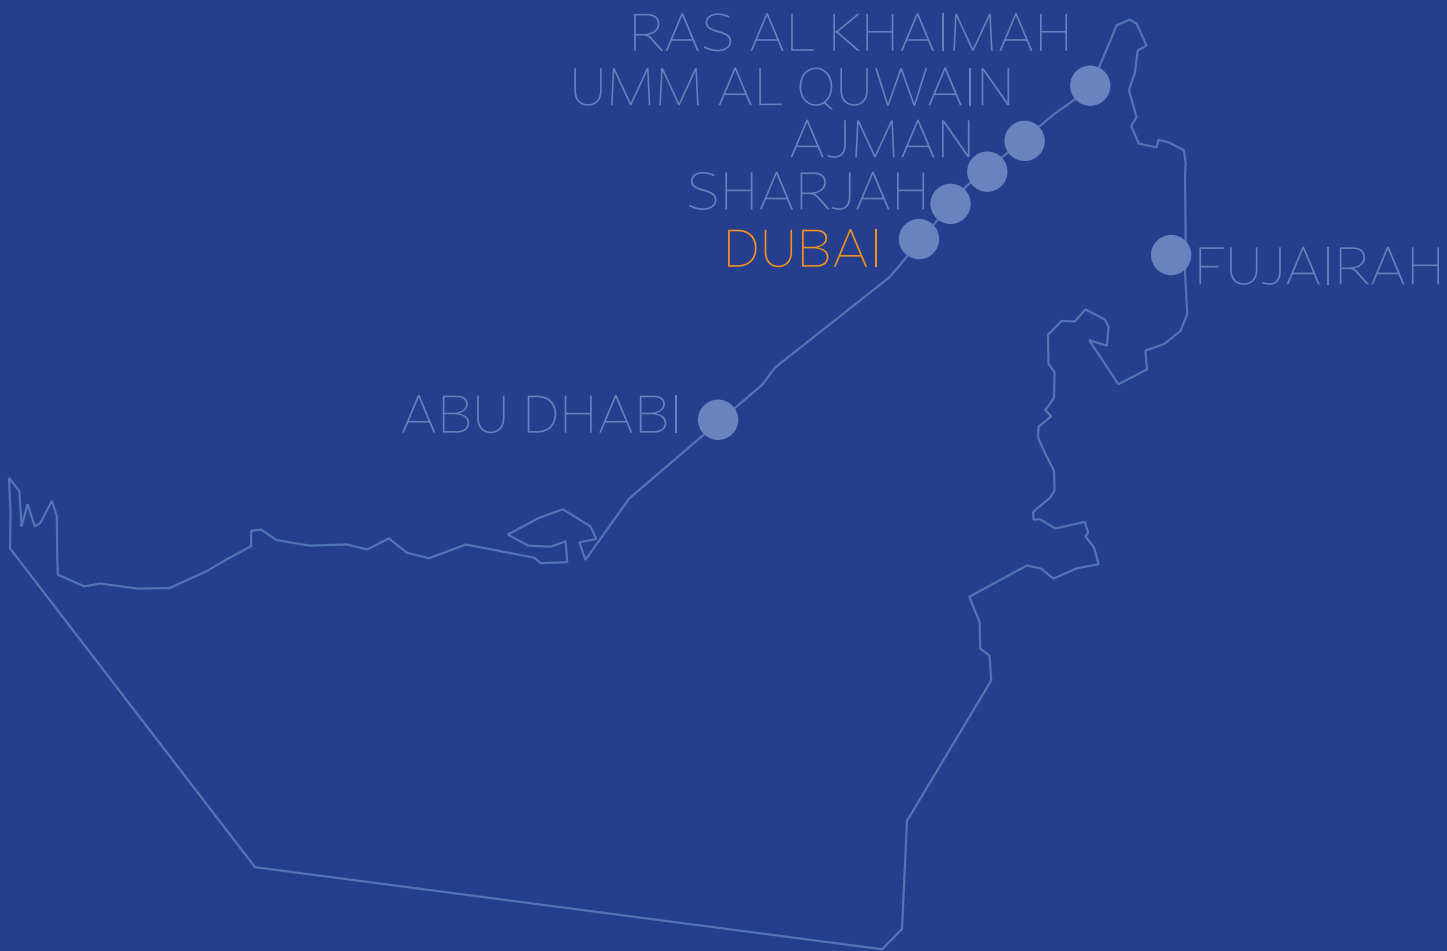 RAS AL KHAIMAH
UMM AL QUWAIN
AJMAN
SHARJAH
DUBAI
FUJAIRAH
ABU DHABI